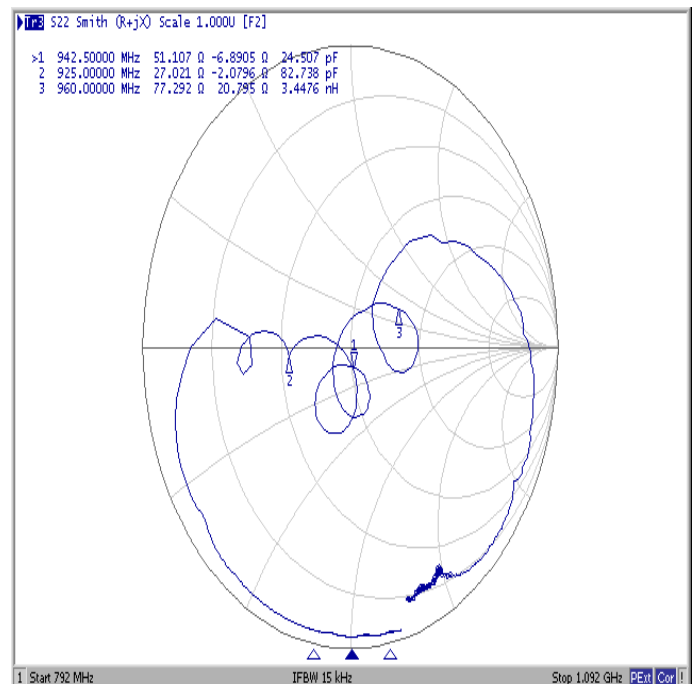 Tr3 S22 Smith (R+jX) Scale 1.000U [F2]
>1 942.50000 MHz 51.107 Ω -6.8905 Ω 24.507 pF
2 925.00000 MHz 27.021 Ω -2.0796 Ω 82.738 pF
3 960.00000 MHz 77.292 Ω 20.795 Ω 3.4476 nH
3
1
2
1 Start 792 MHz IFBW 15 kHz Stop 1.092 GHz PExt Cor !